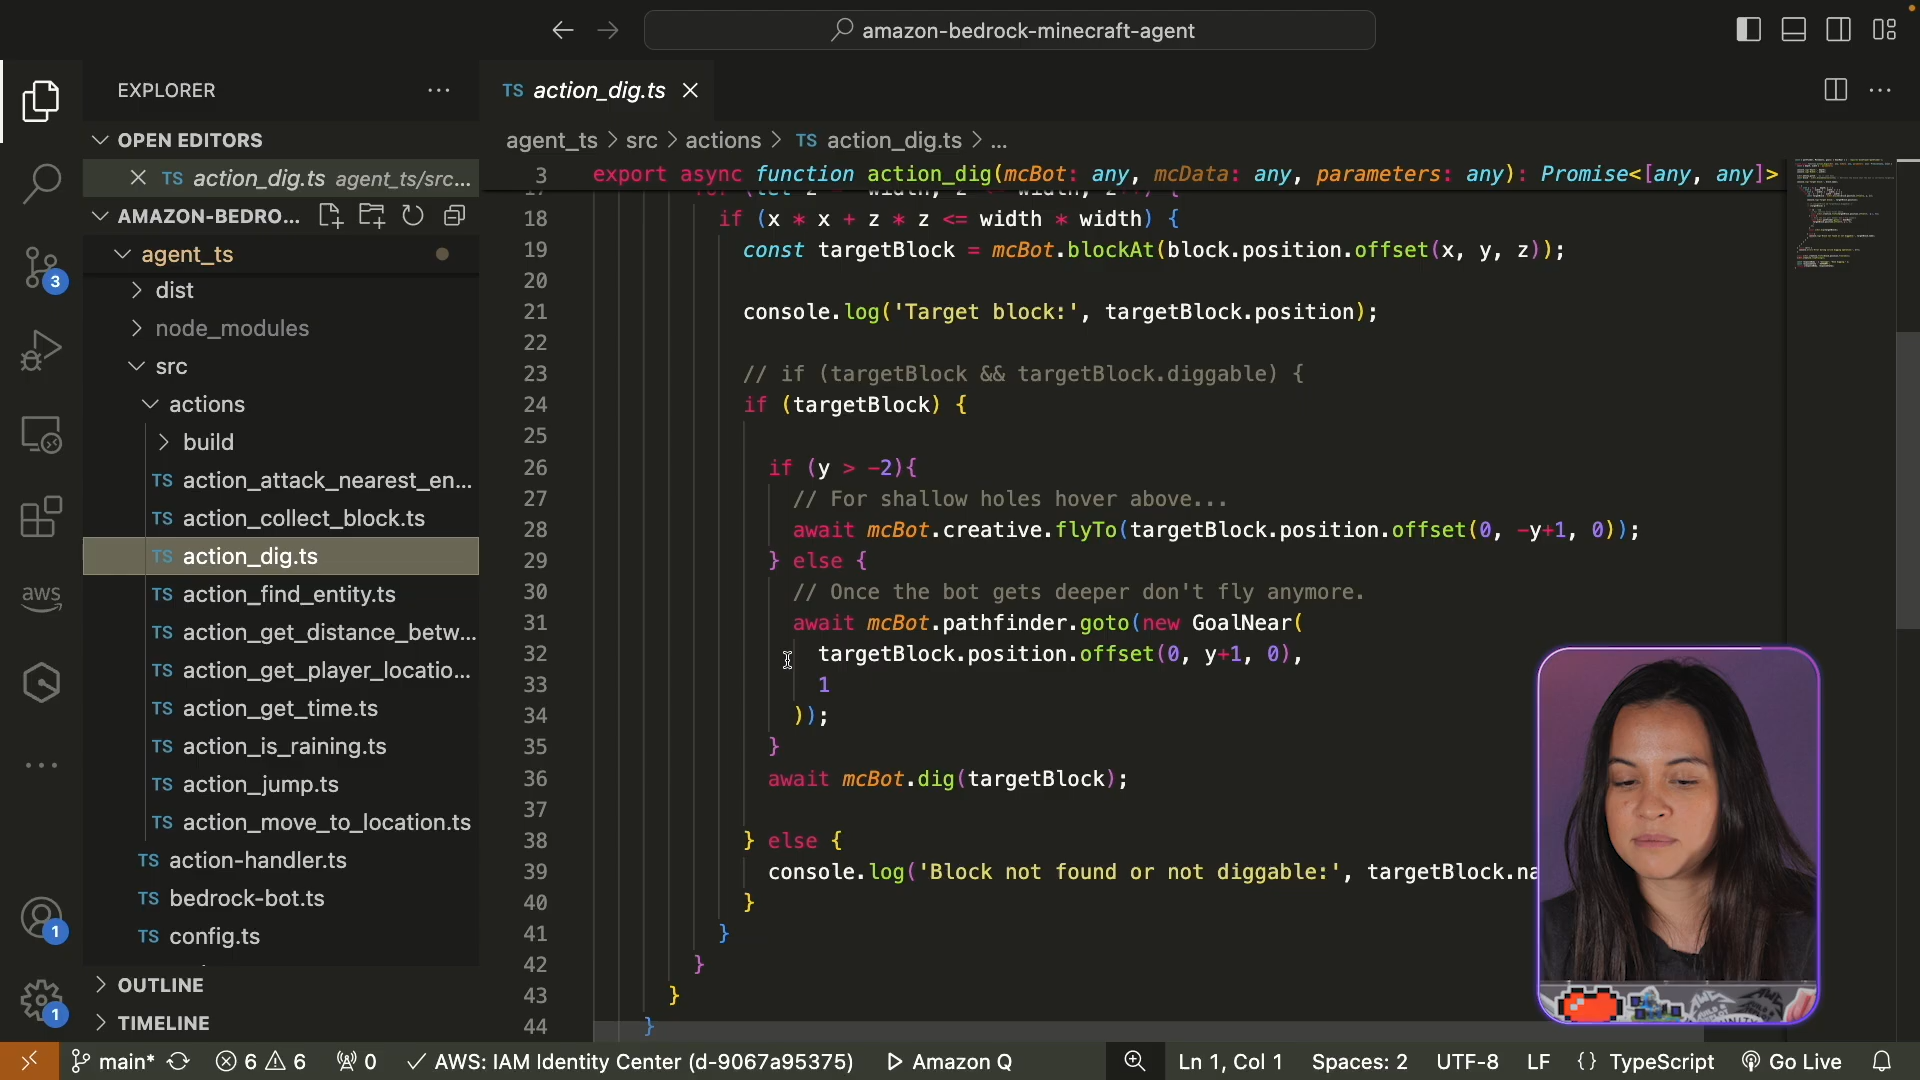 amazon-bedrock-minecraft-agent
EXPLORER
OPEN EDITORS
TS action_dig.ts agent_ts/src...
AMAZON-BEDRO...
agent_ts
dist
node_modules
src
actions
build
TS action_attack_nearest_en...
TS action_collect_block.ts
TS action_dig.ts
TS action_find_entity.ts
TS action_get_distance_betw...
TS action_get_player_locatio...
TS action_get_time.ts
TS action_is_raining.ts
TS action_jump.ts
TS action_move_to_location.ts
TS action-handler.ts
TS bedrock-bot.ts
TS config.ts
OUTLINE
TIMELINE
3
aws
1
1
TS action_dig.ts
agent_ts > src > actions > TS action_dig.ts > ...
3 export async function action_dig(mcBot: any, mcData: any, parameters: any): Promise<[any, any]>
18 if (x * x + z * z <= width * width) {
19 const targetBlock = mcBot.blockAt(block.position.offset(x, y, z));
20
21 console.log('Target block:', targetBlock.position);
22
23 // if (targetBlock && targetBlock.diggable) {
24 if (targetBlock) {
25
26 if (y > -2){
27 // For shallow holes hover above...
28 await mcBot.creative.flyTo(targetBlock.position.offset(0, -y+1, 0));
29 } else {
30 // Once the bot gets deeper don't fly anymore.
31 await mcBot.pathfinder.goto(new GoalNear(
32 targetBlock.position.offset(0, y+1, 0),
33 1
34 ));
35 }
36 await mcBot.dig(targetBlock);
37
38 } else {
39 console.log('Block not found or not diggable:', targetBlock.na
40 }
41 }
42 }
43 }
44 }
main* 6 6 0 AWS: IAM Identity Center (d-9067a95375) Amazon Q Ln 1, Col 1 Spaces: 2 UTF-8 LF {} TypeScript Go Live